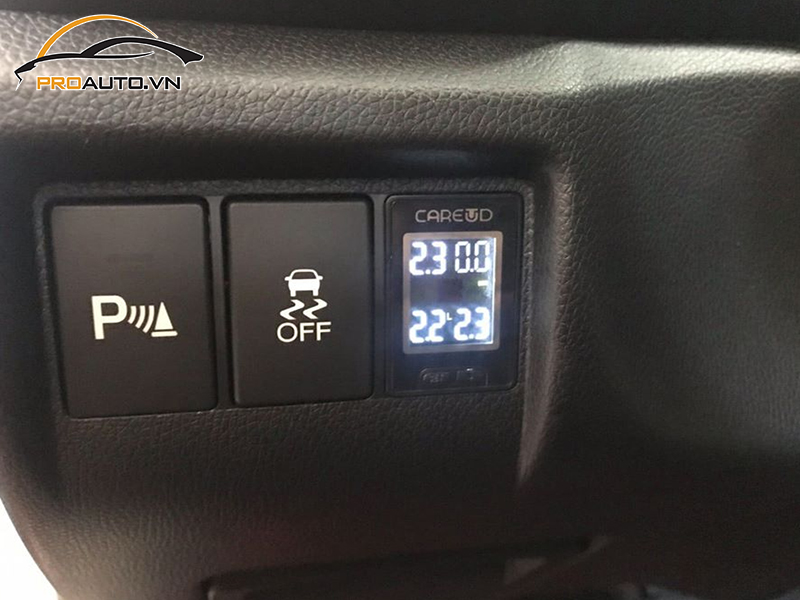 PROAUTO.VN
CAREUD
2.3 0.0
P
OFF
2.2 2.3